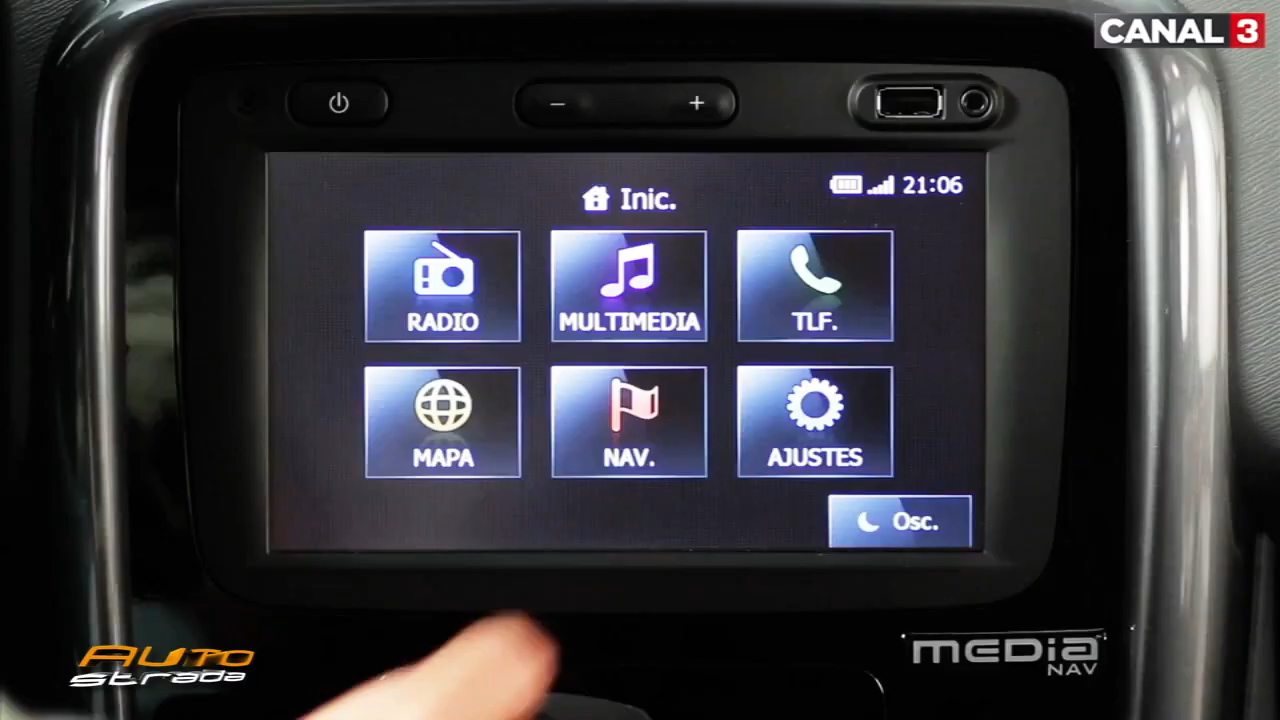 CANAL 3
Inic.
21:06
RADIO
MULTIMEDIA
TLF.
MAPA
NAV.
AJUSTES
Osc.
MEDIA
NAV
Auto
Strada